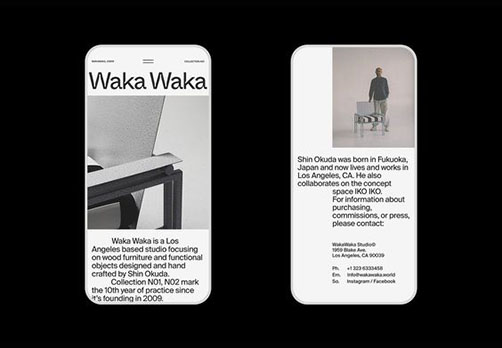 Waka Waka
Waka Waka is a Los
Angeles based studio focusing
on wood furniture and functional
objects designed and hand
crafted by Shin Okuda.
Collection N01, N02 mark
the 10th year of practice since
it's founding in 2009.
Shin Okuda was born in Fukuoka,
Japan and now lives and works in
Los Angeles, CA. He also
collaborates on the concept
space IKO IKO.
For information about
purchasing,
commissions, or press,
please contact:
WakaWaka Studio®
1959 Blake Ave.
Los Angeles, CA 90039
Ph. +1 323 6333458
Em. info@wakawaka.world
So. Instagram / Facebook